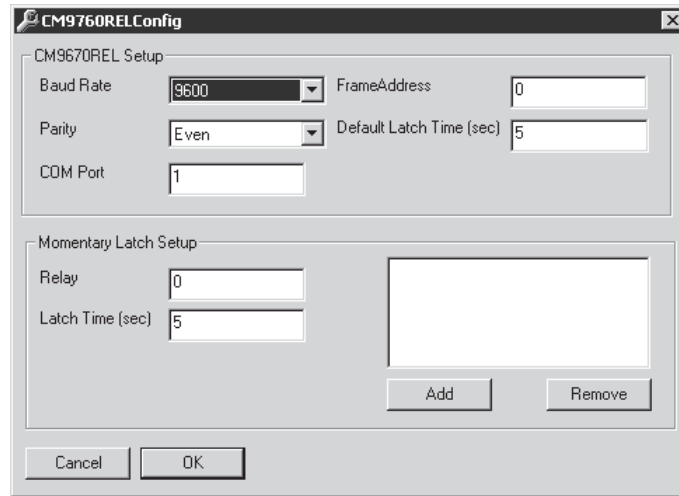 CM9760RELConfig
CM9670REL Setup
Baud Rate
9600
FrameAddress
0
Parity
Even
Default Latch Time (sec)
5
COM Port
1
Momentary Latch Setup
Relay
0
Latch Time (sec)
5
Add
Remove
Cancel
OK